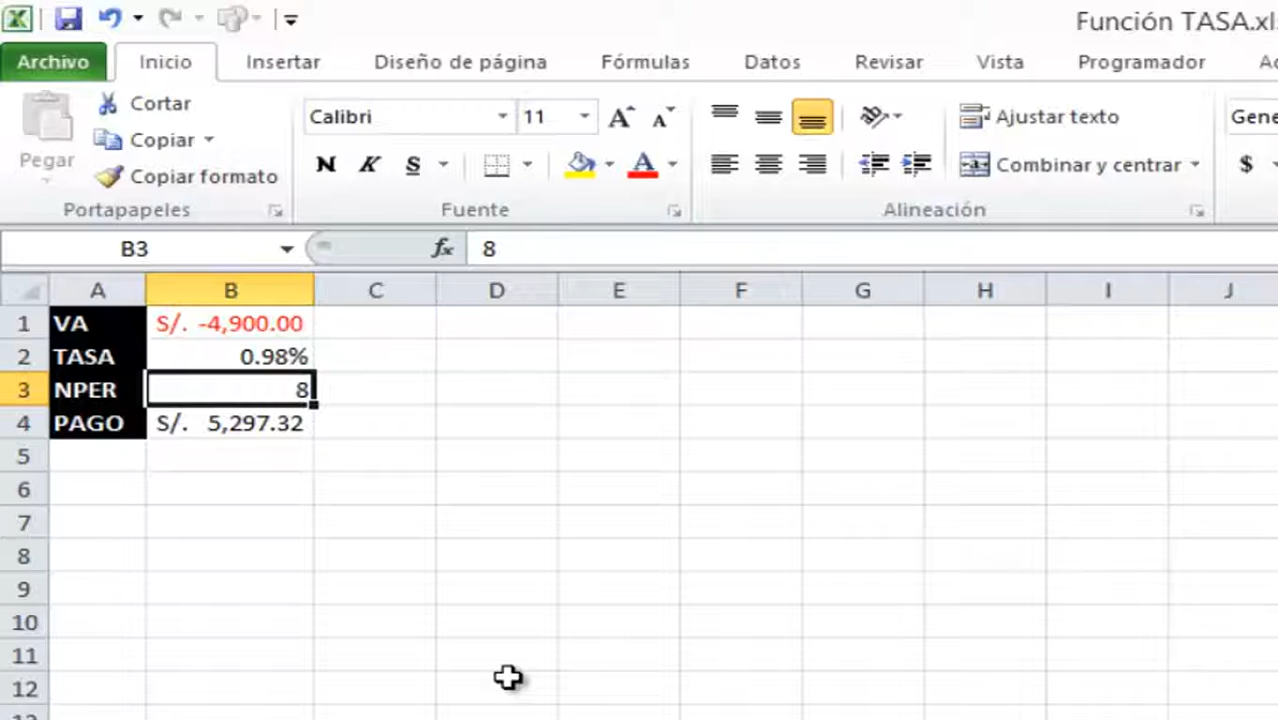 Función TASA.xl
Archivo Inicio Insertar Diseño de página Fórmulas Datos Revisar Vista Programador
Pegar
Cortar
Copiar
Copiar formato
Portapapeles
Calibri 11
N K S A
Fuente
Ajustar texto
Combinar y centrar
Alineación
Gene
$
B3 fx 8
A B C D E F G H I J
1 VA S/. -4,900.00
2 TASA 0.98%
3 NPER 8
4 PAGO S/. 5,297.32
5
6
7
8
9
10
11
12